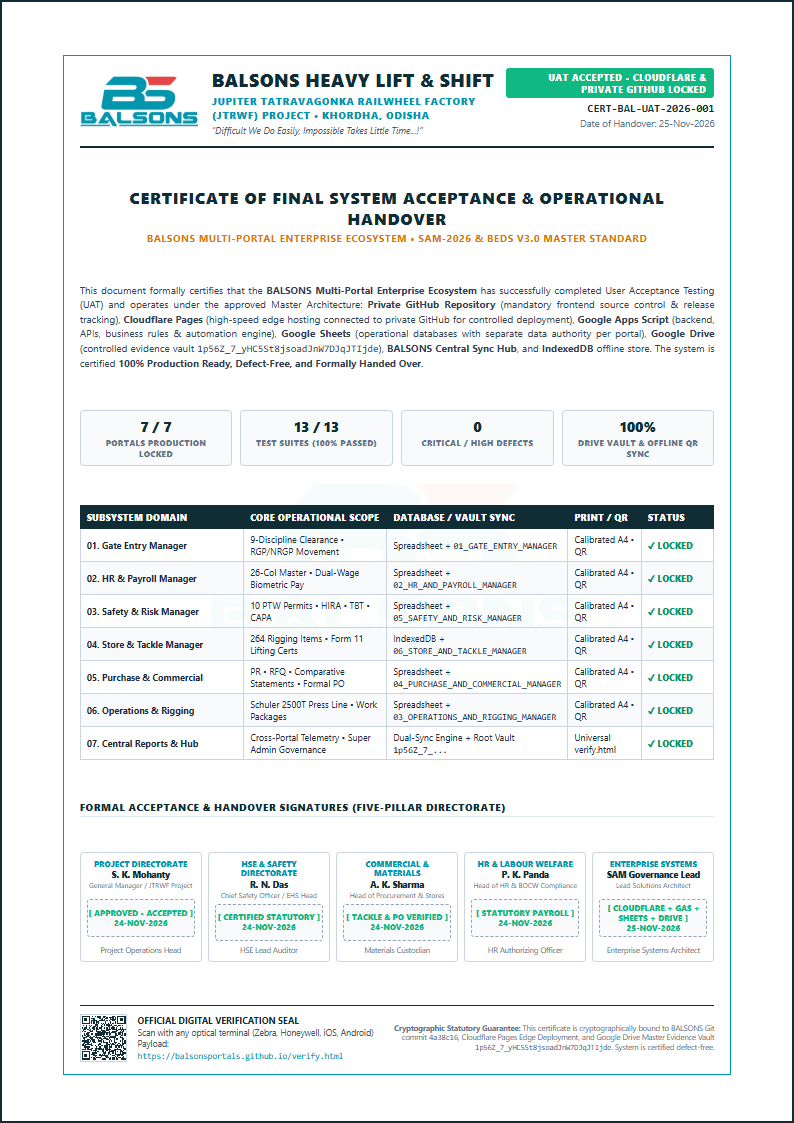 BALSONS
BALSONS HEAVY LIFT & SHIFT
JUPITER TATRAVAGONKA RAILWHEEL FACTORY
(JTRWF) PROJECT • KHORDHA, ODISHA
"Difficult We Do Easily, Impossible Takes Little Time...!"
UAT ACCEPTED • CLOUDFLARE &
PRIVATE GITHUB LOCKED
CERT-BAL-UAT-2026-001
Date of Handover: 25-Nov-2026
CERTIFICATE OF FINAL SYSTEM ACCEPTANCE & OPERATIONAL
HANDOVER
BALSONS MULTI-PORTAL ENTERPRISE ECOSYSTEM • SAM-2026 & BEDS V3.0 MASTER STANDARD
This document formally certifies that the BALSONS Multi-Portal Enterprise Ecosystem has successfully completed User Acceptance Testing
(UAT) and operates under the approved Master Architecture: Private GitHub Repository (mandatory frontend source control & release
tracking), Cloudflare Pages (high-speed edge hosting connected to private GitHub for controlled deployment), Google Apps Script (backend,
APIs, business rules & automation engine), Google Sheets (operational databases with separate data authority per portal), Google Drive
(controlled evidence vault 1p56Z_7_yHC5St8jsoadJnW7DJqJTIjde), BALSONS Central Sync Hub, and IndexedDB offline store. The system is
certified 100% Production Ready, Defect-Free, and Formally Handed Over.
7 / 7
PORTALS PRODUCTION
LOCKED
13 / 13
TEST SUITES (100% PASSED)
0
CRITICAL / HIGH DEFECTS
100%
DRIVE VAULT & OFFLINE QR
SYNC
SUBSYSTEM DOMAIN CORE OPERATIONAL SCOPE DATABASE / VAULT SYNC PRINT / QR STATUS
01. Gate Entry Manager
9-Discipline Clearance •
RGP/NRGP Movement
Spreadsheet + 01_GATE_ENTRY_MANAGER
Calibrated A4 •
QR
✓ LOCKED
02. HR & Payroll Manager
26-Col Master • Dual-Wage
Biometric Pay
Spreadsheet +
02_HR_AND_PAYROLL_MANAGER
Calibrated A4 •
QR
✓ LOCKED
03. Safety & Risk Manager
10 PTW Permits • HIRA • TBT •
CAPA
Spreadsheet +
05_SAFETY_AND_RISK_MANAGER
Calibrated A4 •
QR
✓ LOCKED
04. Store & Tackle Manager
264 Rigging Items • Form 11
Lifting Certs
IndexedDB +
06_STORE_AND_TACKLE_MANAGER
Calibrated A4 •
QR
✓ LOCKED
05. Purchase & Commercial
PR • RFQ • Comparative
Statements • Formal PO
Spreadsheet +
04_PURCHASE_AND_COMMERCIAL_MANAGER
Calibrated A4 •
QR
✓ LOCKED
06. Operations & Rigging
Schuler 2500T Press Line • Work
Packages
Spreadsheet +
03_OPERATIONS_AND_RIGGING_MANAGER
Calibrated A4 •
QR
✓ LOCKED
07. Central Reports & Hub
Cross-Portal Telemetry • Super
Admin Governance
Dual-Sync Engine + Root Vault
1p56Z_7_...
Universal
verify.html
✓ LOCKED
FORMAL ACCEPTANCE & HANDOVER SIGNATURES (FIVE-PILLAR DIRECTORATE)
PROJECT DIRECTORATE
S. K. Mohanty
General Manager / JTRWF Project
[ APPROVED • ACCEPTED ]
24-NOV-2026
Project Operations Head
HSE & SAFETY
DIRECTORATE
R. N. Das
Chief Safety Officer / EHS Head
[ CERTIFIED STATUTORY ]
24-NOV-2026
HSE Lead Auditor
COMMERCIAL &
MATERIALS
A. K. Sharma
Head of Procurement & Stores
[ TACKLE & PO VERIFIED ]
24-NOV-2026
Materials Custodian
HR & LABOUR WELFARE
P. K. Panda
Head of HR & BOCW Compliance
[ STATUTORY PAYROLL ]
24-NOV-2026
HR Authorizing Officer
ENTERPRISE SYSTEMS
SAM Governance Lead
Lead Solutions Architect
[ CLOUDFLARE + GAS +
SHEETS + DRIVE ]
25-NOV-2026
Enterprise Systems Architect
OFFICIAL DIGITAL VERIFICATION SEAL
Scan with any optical terminal (Zebra, Honeywell, iOS, Android)
Payload:
https://balsonsportals.github.io/verify.html
Cryptographic Statutory Guarantee: This certificate is cryptographically bound to BALSONS Git
commit 4a38c16, Cloudflare Pages Edge Deployment, and Google Drive Master Evidence Vault
1p56Z_7_yHC5St8jsoadJnW7DJqJTIjde. System is certified defect-free.